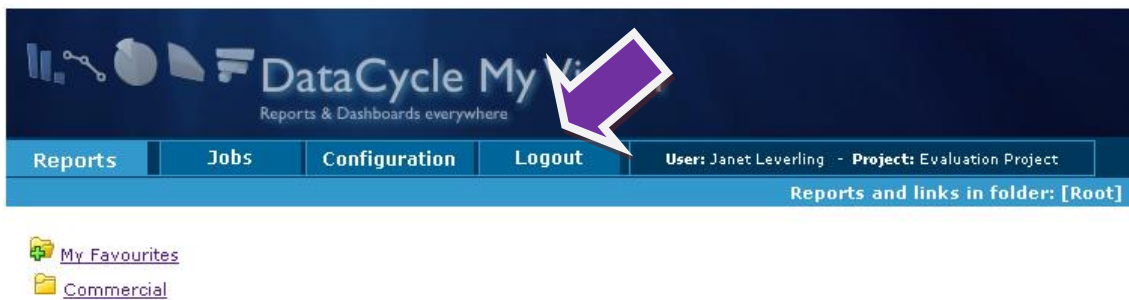 DataCycle My
Reports & Dashboards everywhere
Reports Jobs Configuration Logout User: Janet Leverling - Project: Evaluation Project
Reports and links in folder: [Root]
My Favourites
Commercial